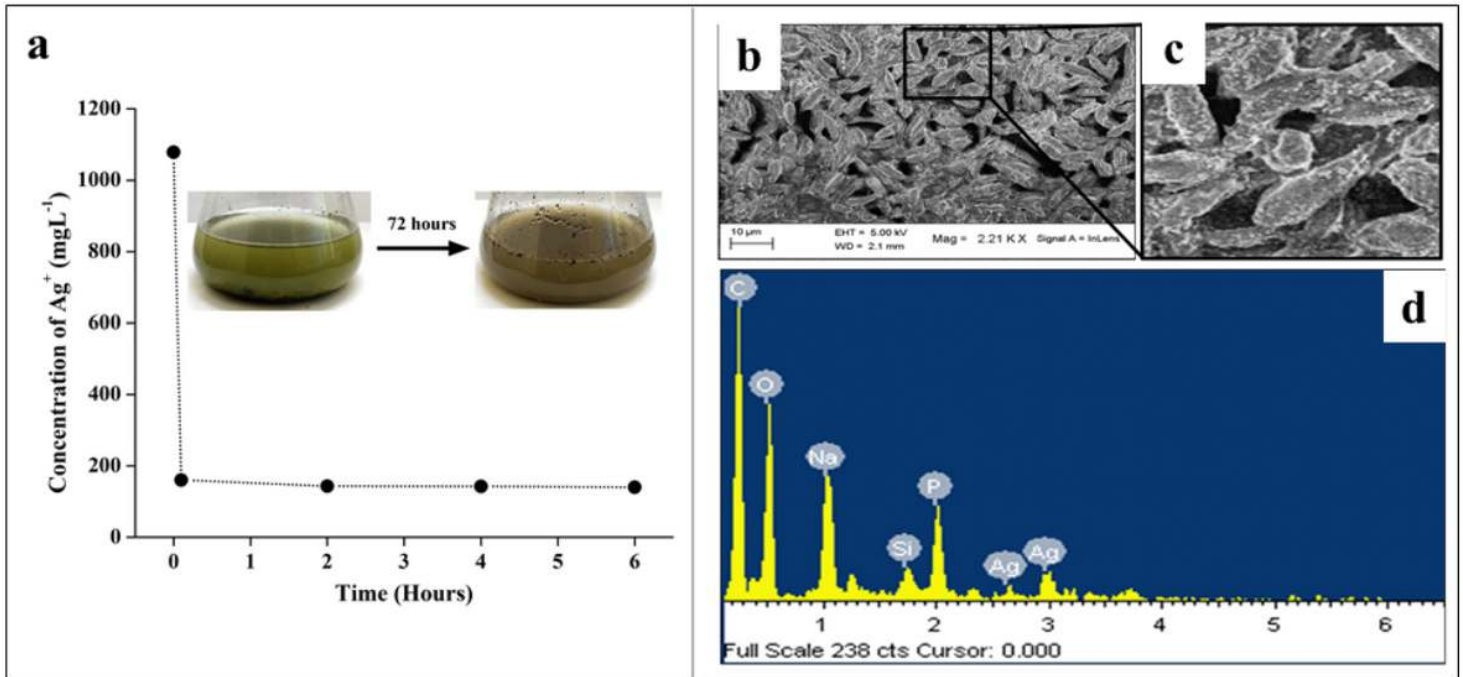 a
1200
1000
800
600
400
200
0
Concentration of Ag⁺ (mgL⁻¹)
72 hours
0 1 2 3 4 5 6
Time (Hours)
b
10 µm
EHT = 5.00 kV
WD = 2.1 mm
Mag = 2.21 K X
Signal A = InLens
c
d
C
O
Na
Si
P
Ag
Ag
1 2 3 4 5 6
Full Scale 238 cts Cursor: 0.000